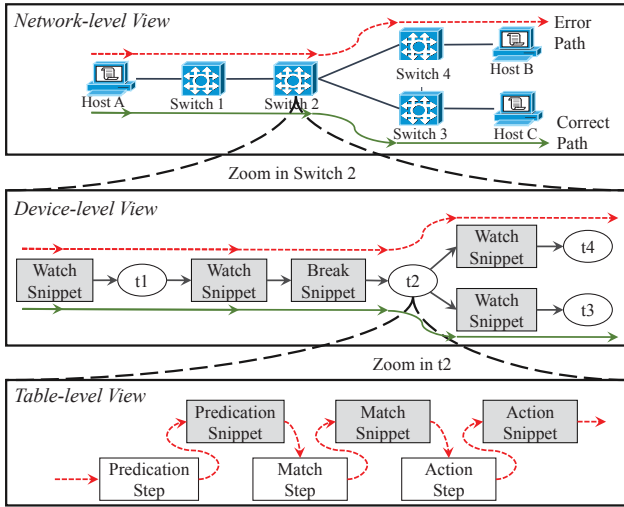 Network-level View
Error
Path
Switch 4
Host B
Host A
Switch 1
Switch 2
Switch 3
Host C
Correct
Path
Zoom in Switch 2
Device-level View
Watch
Snippet
t4
Watch
Snippet
t1
Watch
Snippet
Break
Snippet
t2
Watch
Snippet
t3
Zoom in t2
Table-level View
Predication
Snippet
Match
Snippet
Action
Snippet
Predication
Step
Match
Step
Action
Step